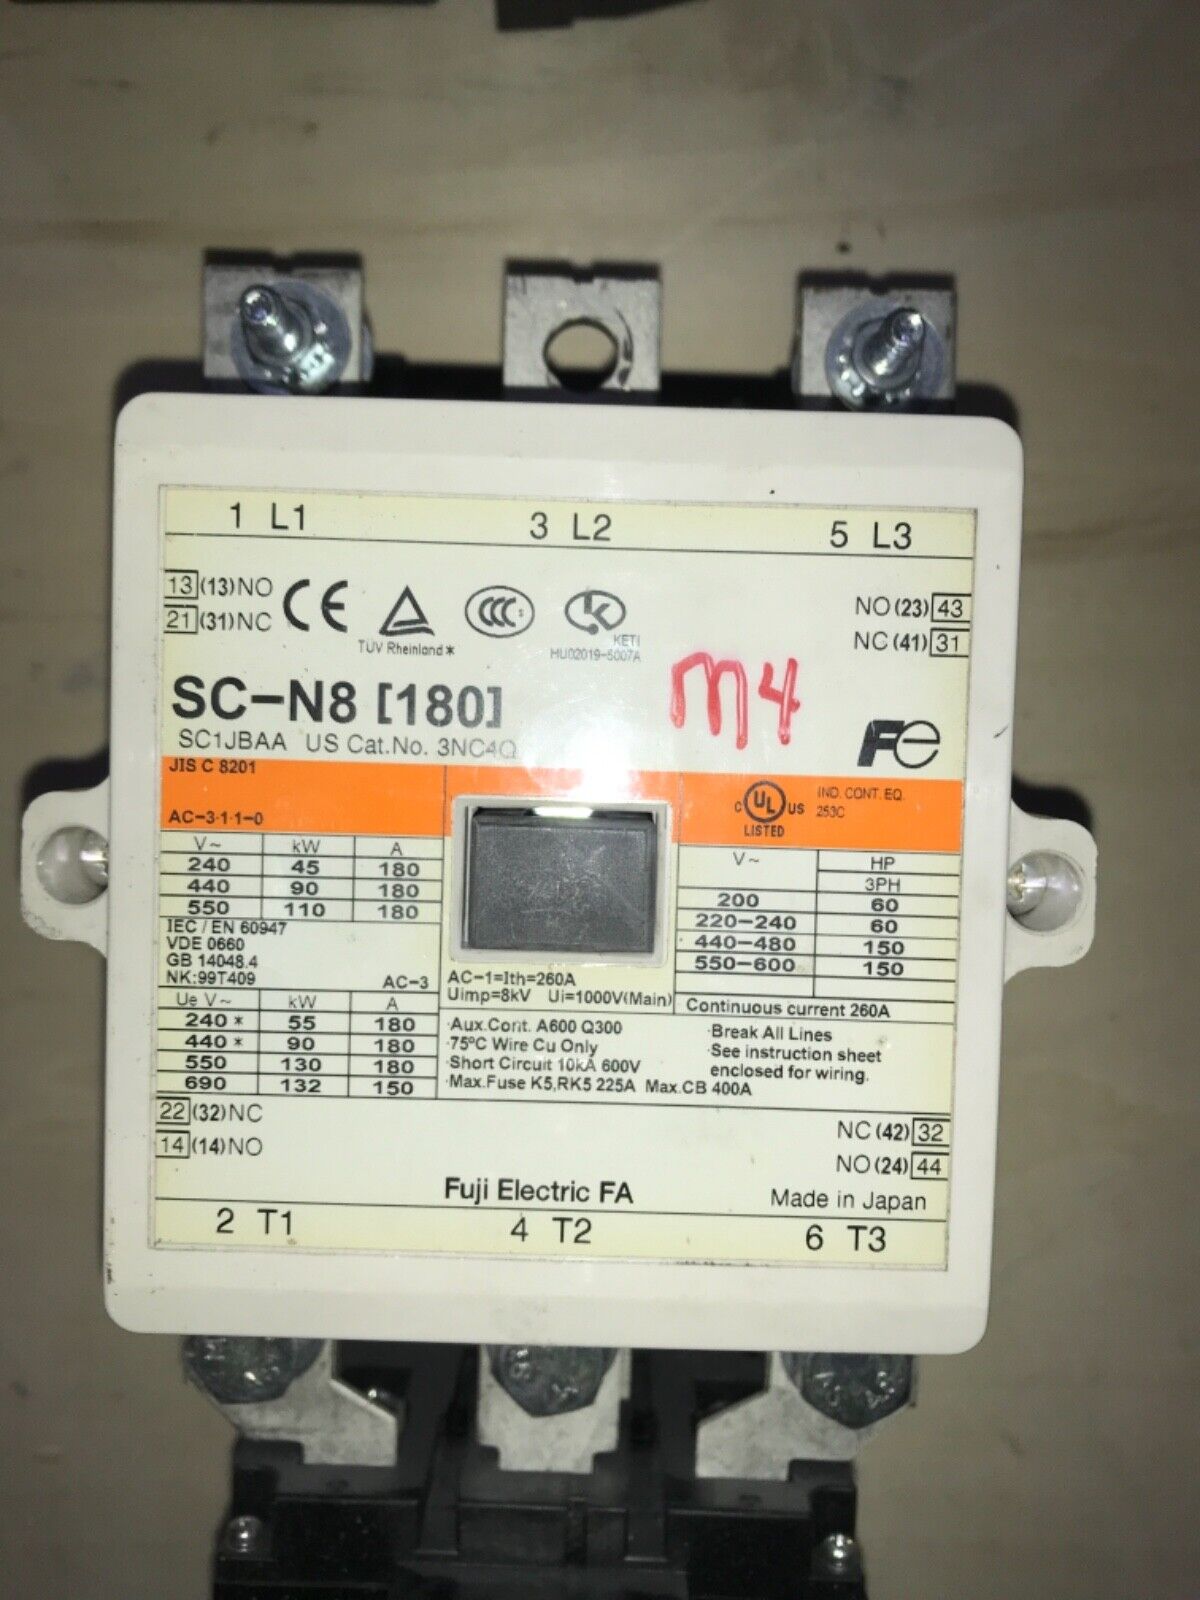 1 L1 3 L2 5 L3
13 (13)NO
21 (31)NC
CE
TÜV Rheinland*
CCC S
K
KETI
HU02019-5007A
NO (23) 43
NC (41) 31
SC-N8 [180]
SC1JBAA US Cat.No. 3NC4Q
M4
Fe
JIS C 8201
AC-3·1·1-0
V~ kW A
240 45 180
440 90 180
550 110 180
IEC / EN 60947
VDE 0660
GB 14048.4
NK:99T409 AC-3
Ue V~ kW A
240* 55 180
440* 90 180
550 130 180
690 132 150
C UL US
LISTED
IND. CONT. EQ.
253C
V~ HP
3PH
200 60
220-240 60
440-480 150
550-600 150
Continuous current 260A
AC-1=Ith=260A
Uimp=8kV Ui=1000V(Main)
·Aux.Cont. A600 Q300
·75°C Wire Cu Only
·Short Circuit 10kA 600V
·Max.Fuse K5,RK5 225A Max.CB 400A
·Break All Lines
·See instruction sheet
enclosed for wiring.
22 (32)NC
14 (14)NO
NC (42) 32
NO (24) 44
Fuji Electric FA
Made in Japan
2 T1 4 T2 6 T3